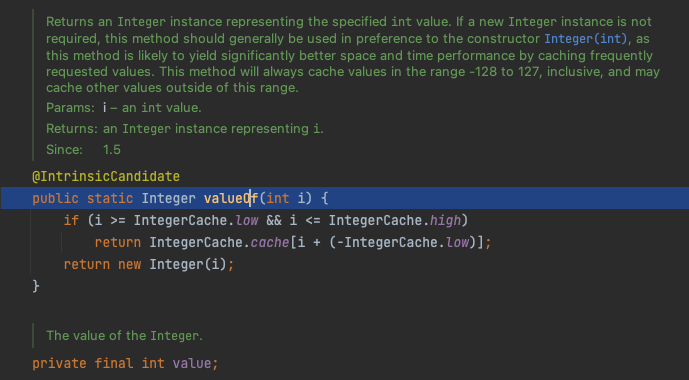 Returns an Integer instance representing the specified int value. If a new Integer instance is not
required, this method should generally be used in preference to the constructor Integer(int), as
this method is likely to yield significantly better space and time performance by caching frequently
requested values. This method will always cache values in the range -128 to 127, inclusive, and may
cache other values outside of this range.
Params: i – an int value.
Returns: an Integer instance representing i.
Since: 1.5
@IntrinsicCandidate
public static Integer valueOf(int i) {
    if (i >= IntegerCache.low && i <= IntegerCache.high)
        return IntegerCache.cache[i + (-IntegerCache.low)];
    return new Integer(i);
}
The value of the Integer.
private final int value;